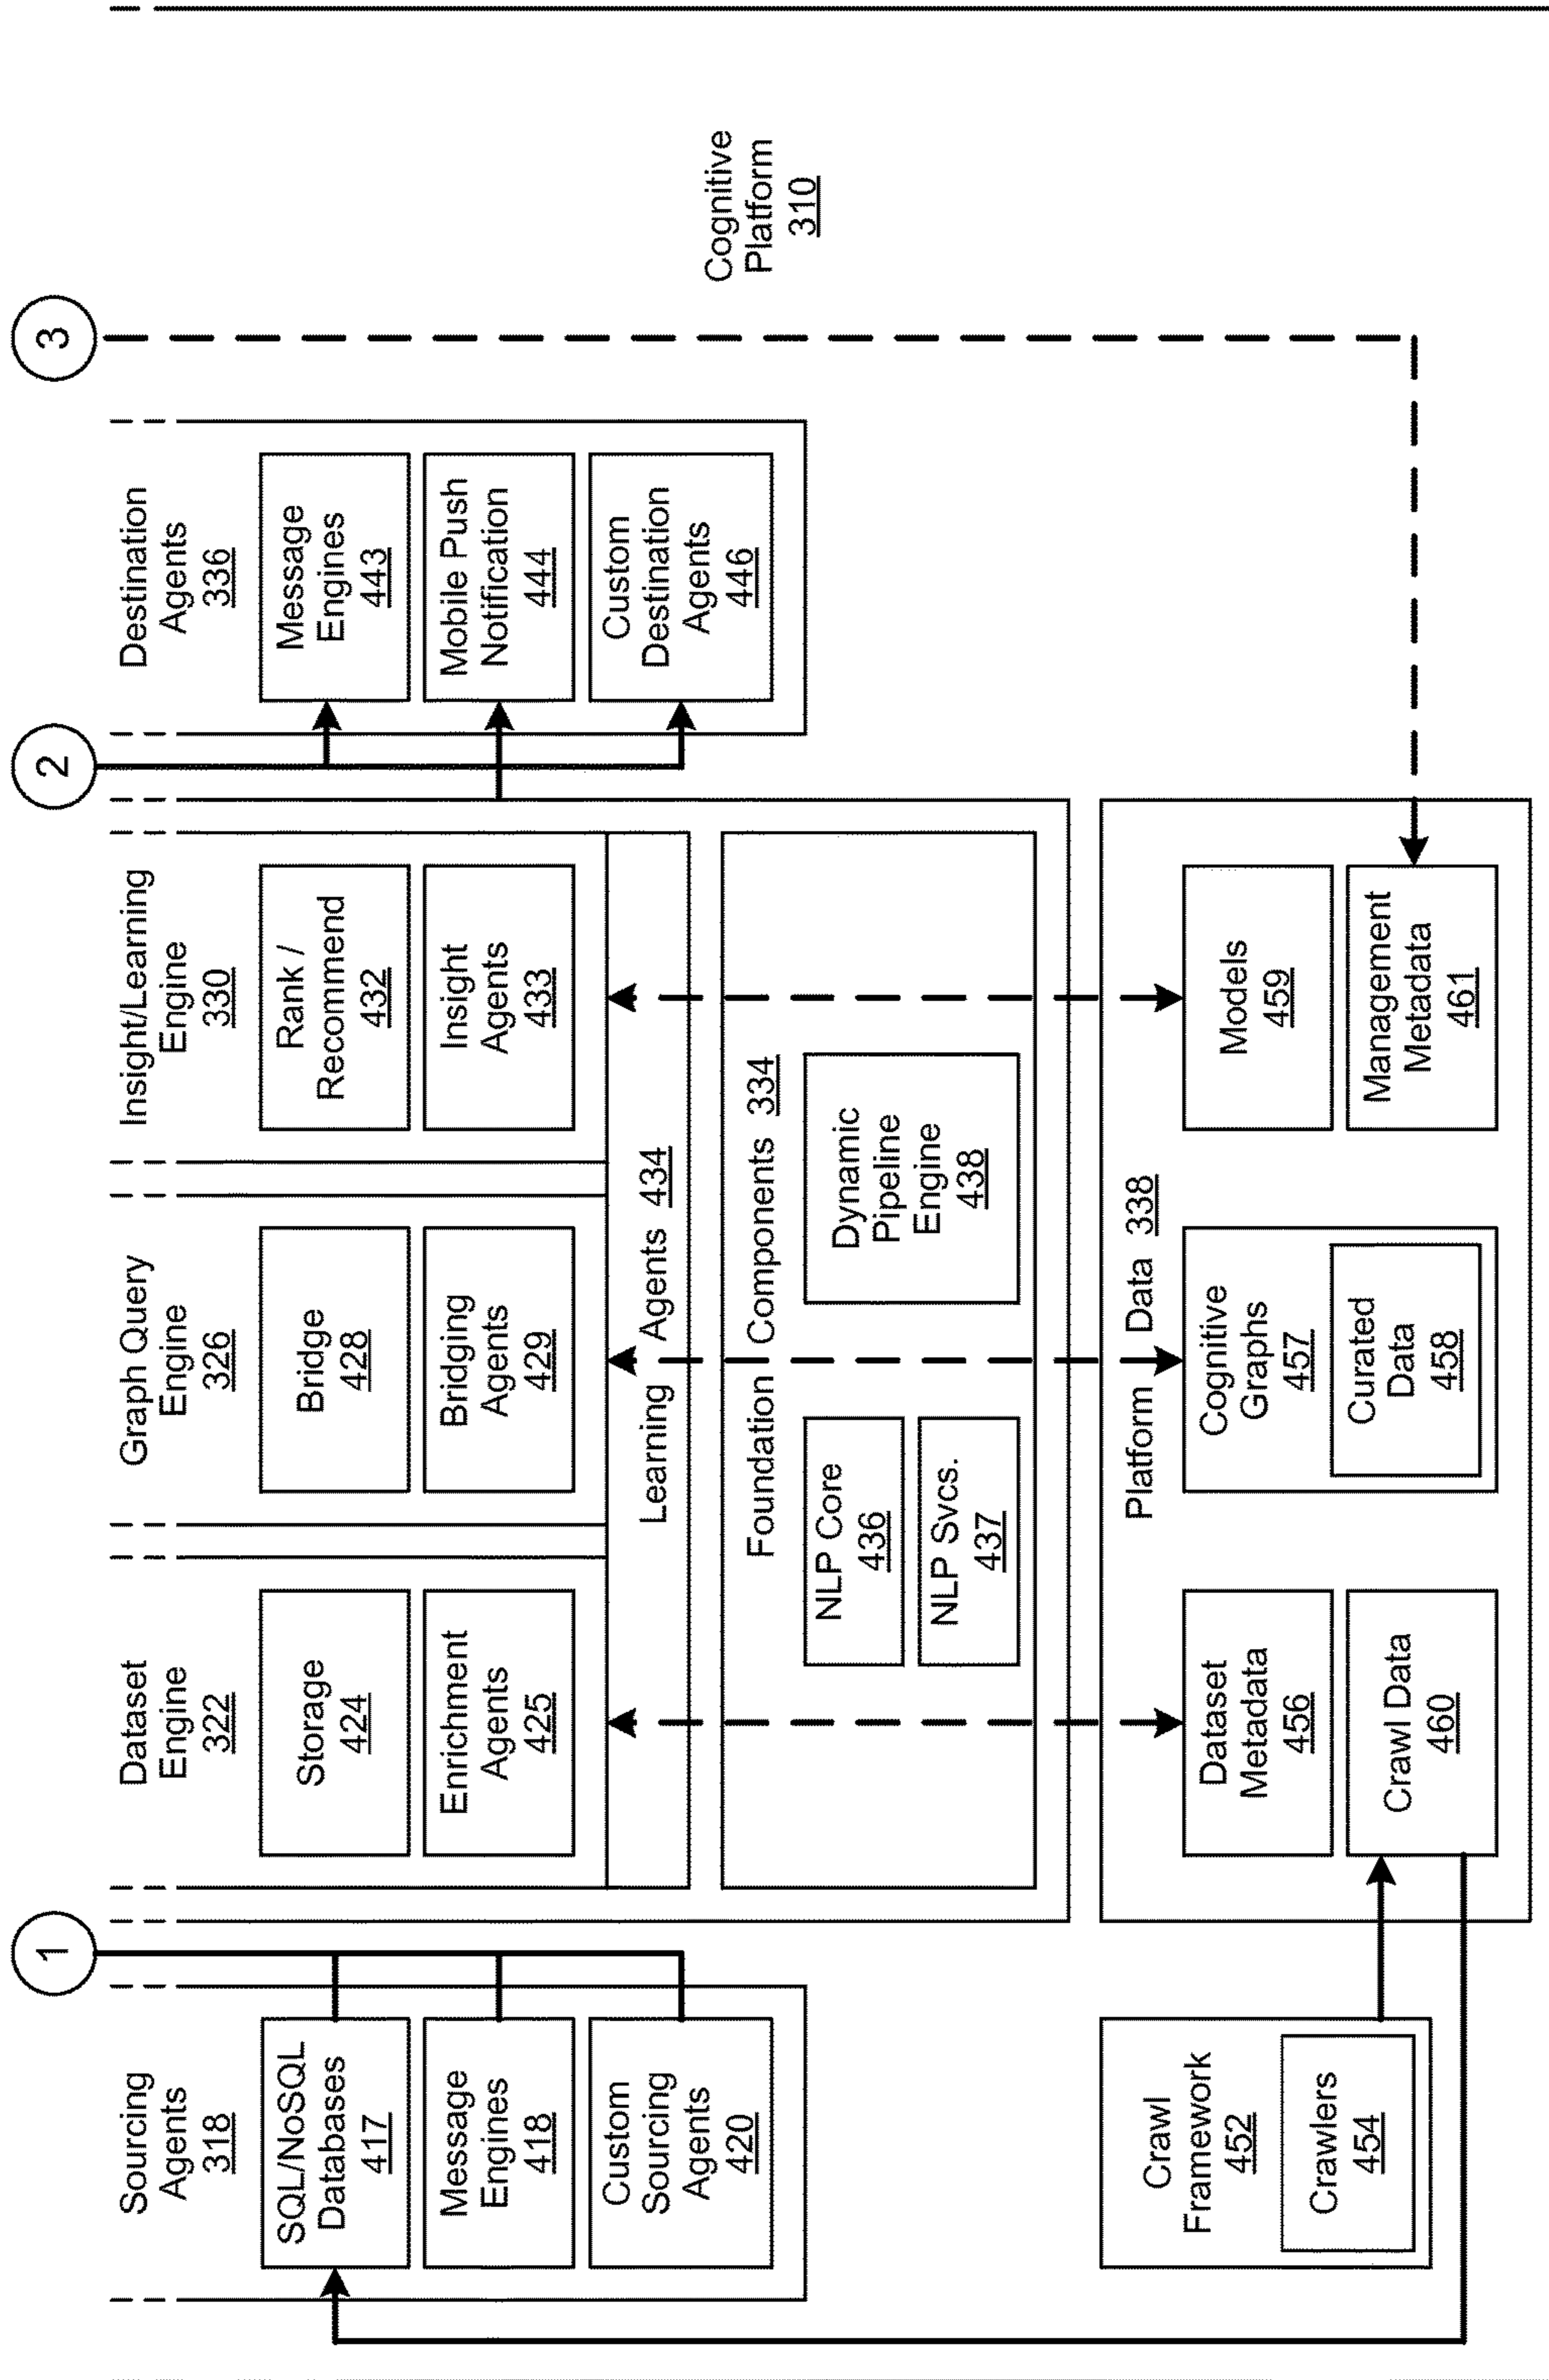 1
2
3
Sourcing
Agents
318
SQL/NoSQL
Databases
417
Message
Engines
418
Custom
Sourcing
Agents
420
Dataset
Engine
322
Storage
424
Enrichment
Agents
425
Graph Query
Engine
326
Bridge
428
Bridging
Agents
429
Insight/Learning
Engine
330
Rank /
Recommend
432
Insight
Agents
433
Learning Agents 434
Foundation Components 334
NLP Core
436
NLP Svcs.
437
Dynamic
Pipeline
Engine
438
Destination
Agents
336
Message
Engines
443
Mobile Push
Notification
444
Custom
Destination
Agents
446
Cognitive
Platform
310
Crawl
Framework
452
Crawlers
454
Platform Data 338
Dataset
Metadata
456
Crawl Data
460
Cognitive
Graphs
457
Curated
Data
458
Models
459
Management
Metadata
461